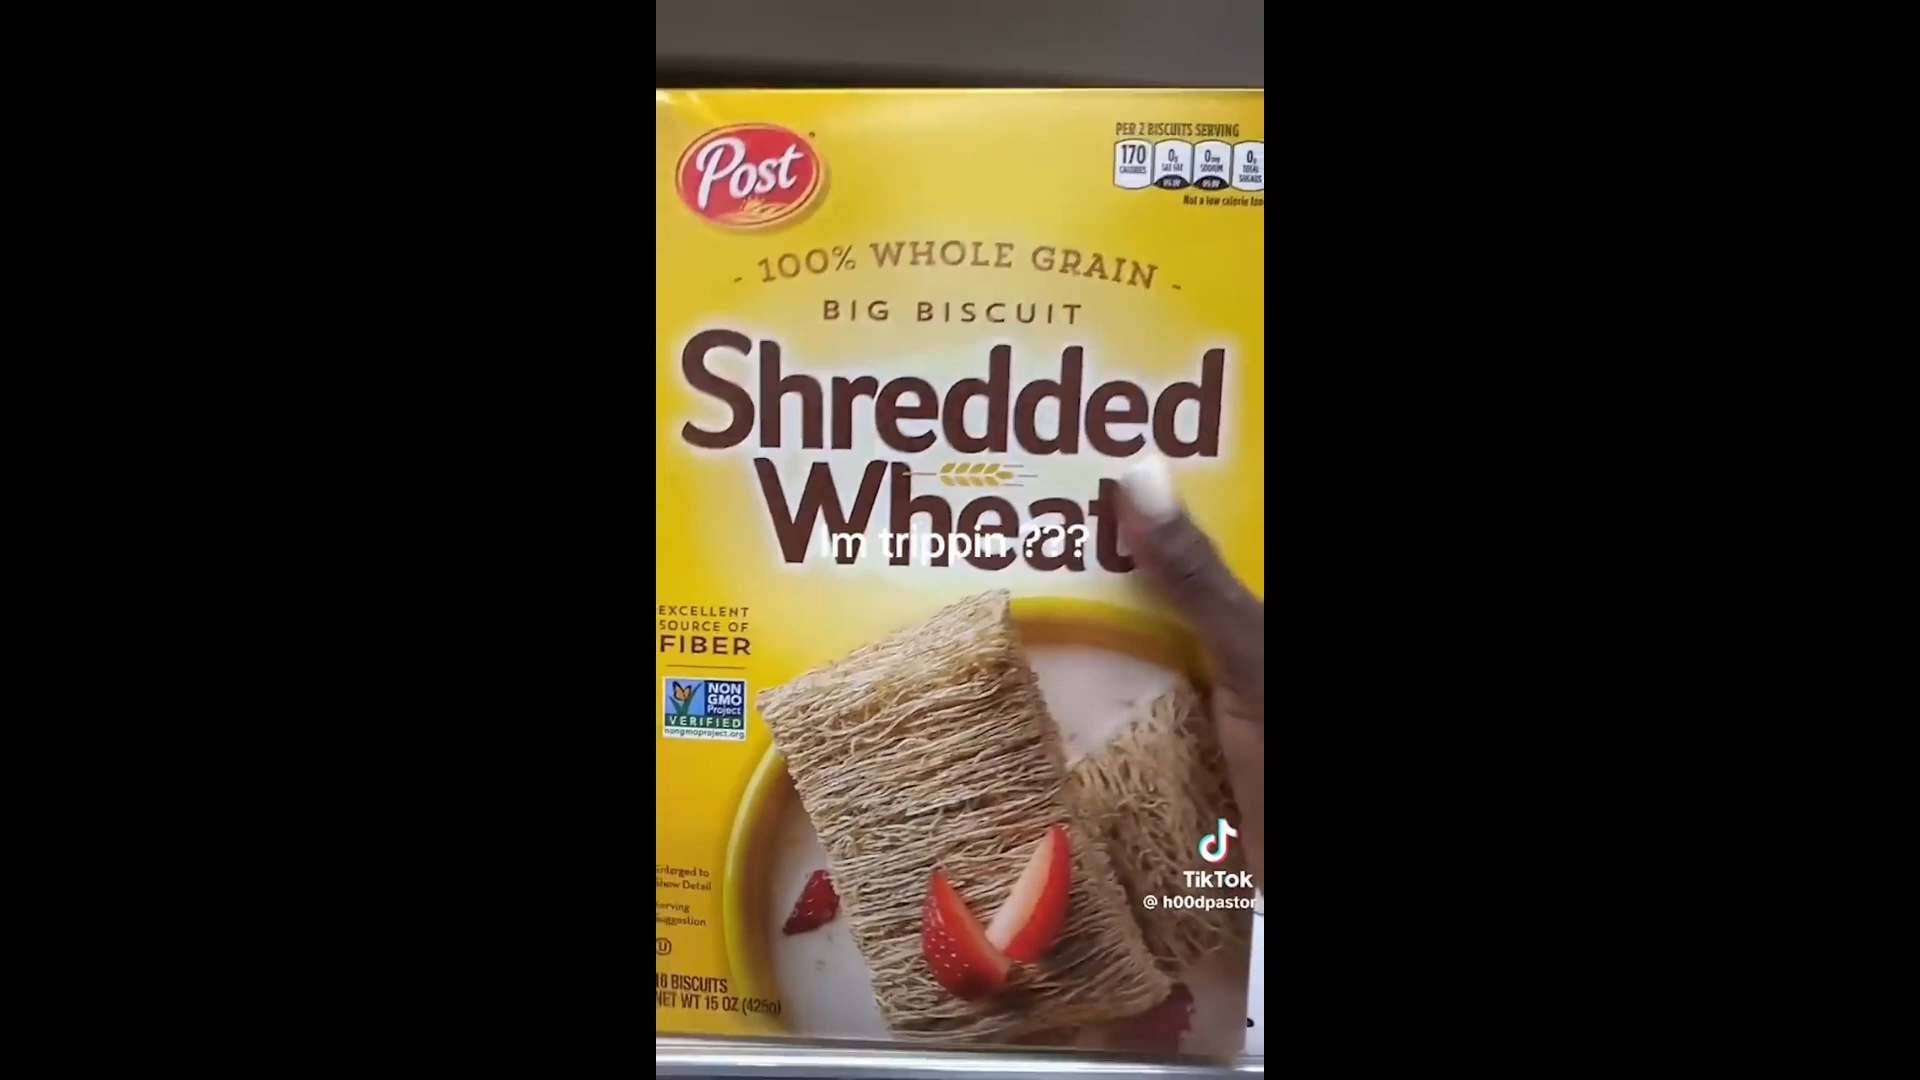 Post
PER 2 BISCUITS SERVING
170 CALORIES
0g SAT FAT
0mg SODIUM
0g TOTAL SUGARS
Not a low calorie
- 100% WHOLE GRAIN -
BIG BISCUIT
Shredded
Wheat
Im trippin ???
EXCELLENT
SOURCE OF
FIBER
NON
GMO
Project
VERIFIED
nongmoproject.org
Enlarged to
Show Detail
Serving
Suggestion
U
18 BISCUITS
NET WT 15 OZ (425g)
TikTok
@ h00dpastor